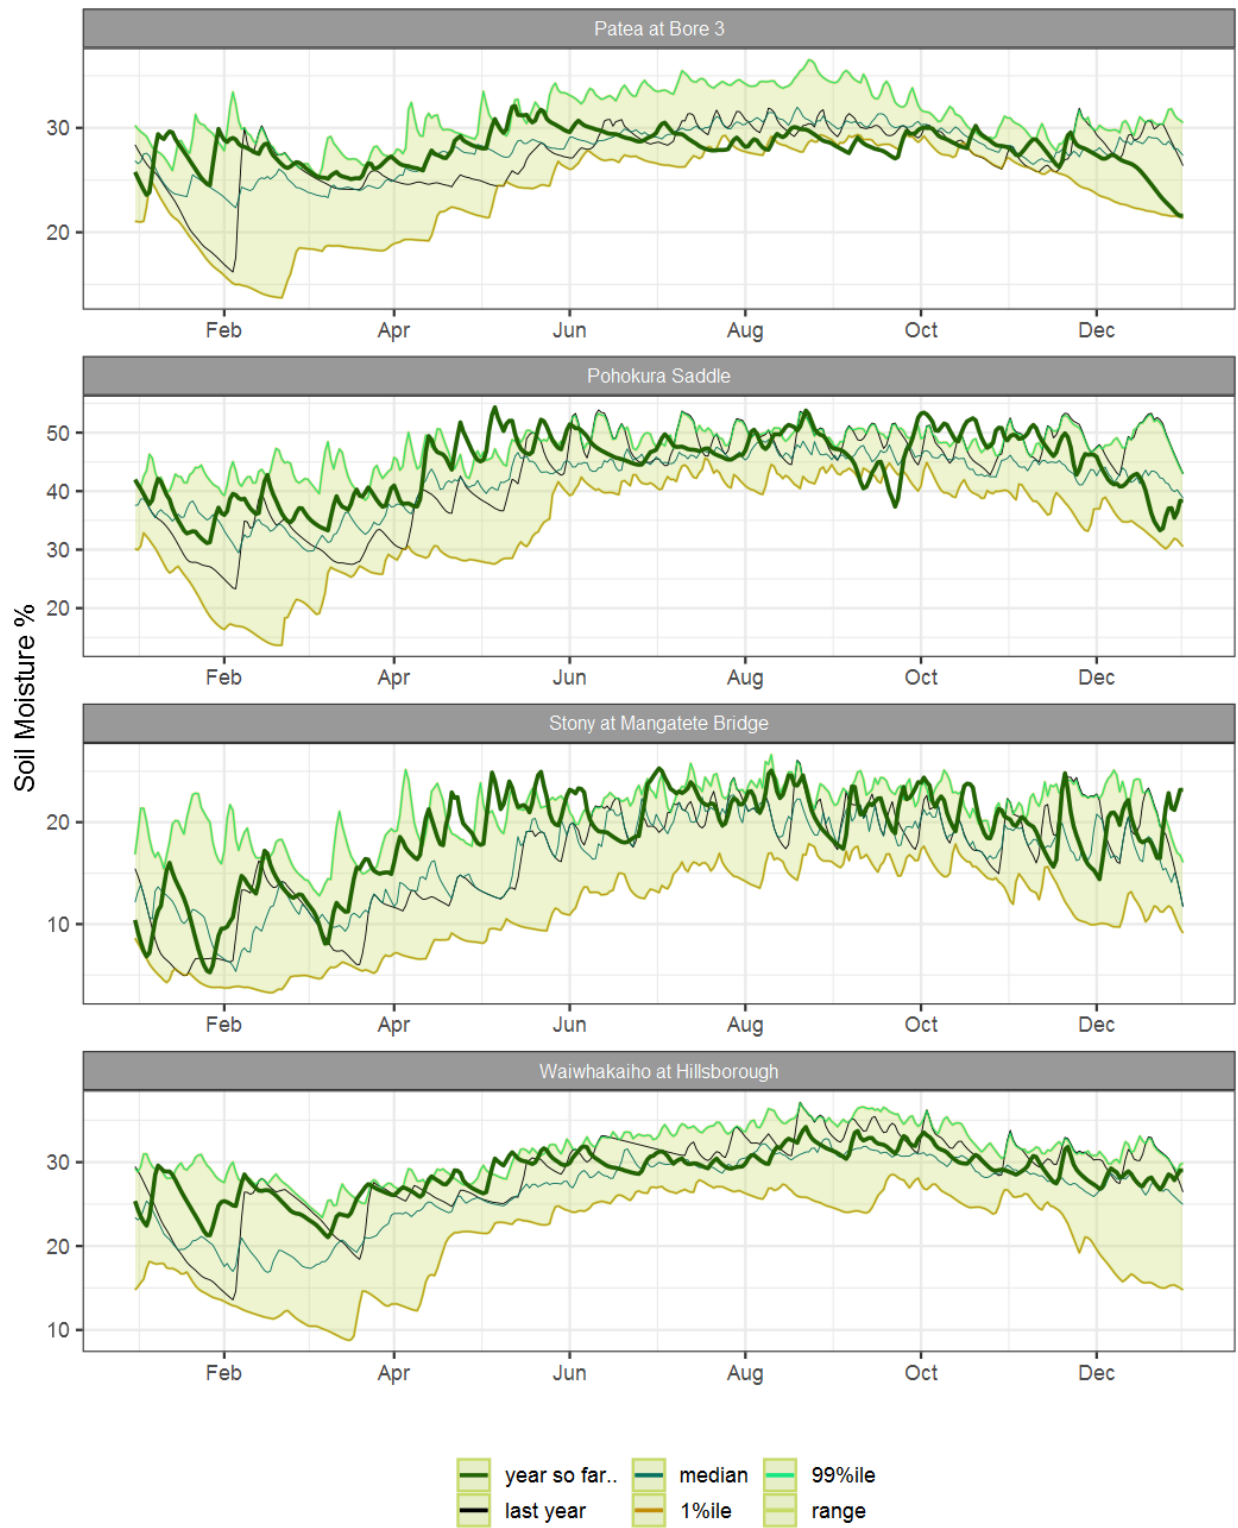 Patea at Bore 3
30
20
Feb Apr Jun Aug Oct Dec
Pohokura Saddle
50
40
30
20
Feb Apr Jun Aug Oct Dec
Soil Moisture %
Stony at Mangatete Bridge
20
10
Feb Apr Jun Aug Oct Dec
Waiwhakaiho at Hillsborough
30
20
10
Feb Apr Jun Aug Oct Dec
year so far.. median 99%ile
last year 1%ile range